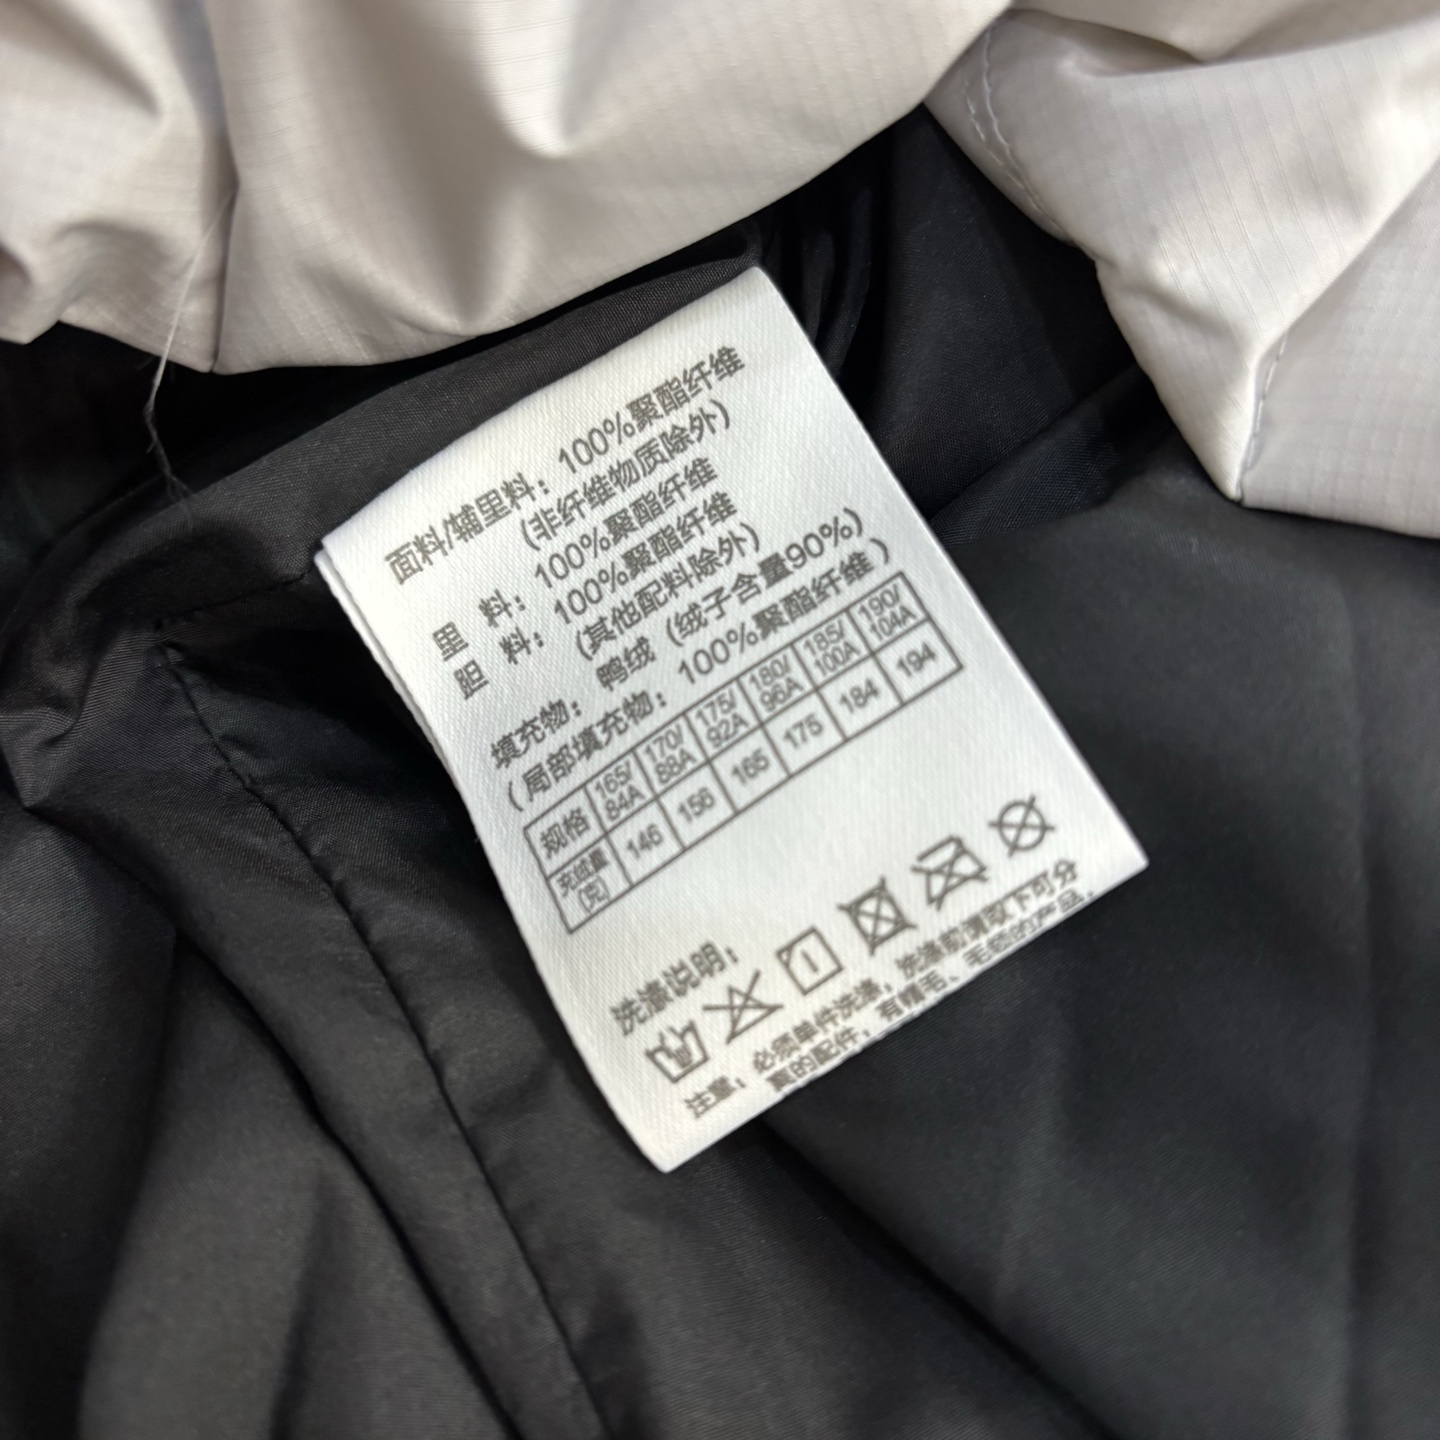 面料/辅里料：100%聚酯纤维
(非纤维物质除外)
里 料：100%聚酯纤维
胆 料：100%聚酯纤维
(其他配料除外)
填充物：鸭绒（绒子含量90%）
（局部填充物：100%聚酯纤维）
规格 165/84A 170/88A 175/92A 180/96A 185/100A 190/104A
充绒量(克) 146 156 165 175 184 194
洗涤说明：
注意：必须单件洗涤，洗涤前请取下可分
离的配件，有帽毛、毛领的产品，